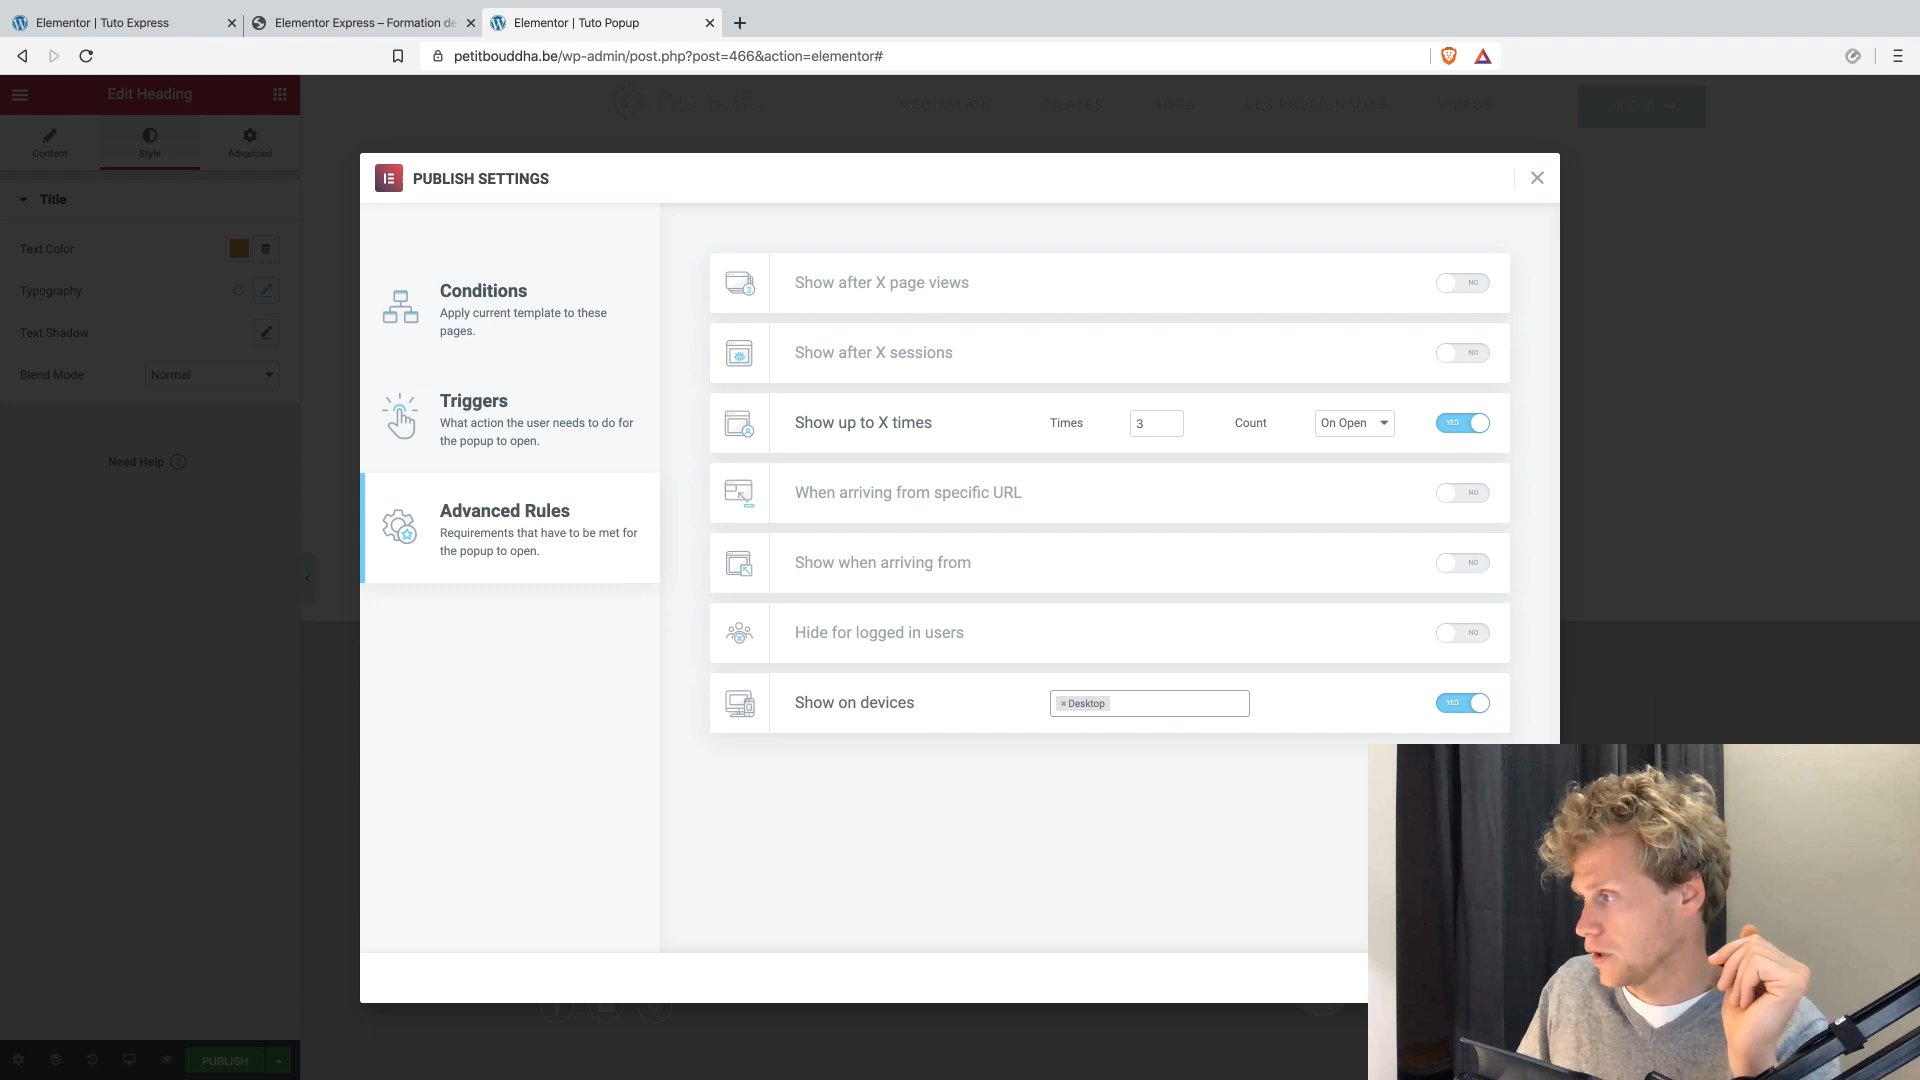 Elementor | Tuto Express
Elementor Express – Formation de
Elementor | Tuto Popup
petitbouddha.be/wp-admin/post.php?post=466&action=elementor#
Edit Heading
MEDITATION PILATES YOGA LES ENSEIGNANTS VIDEOS
VIDEOS
Content Style Advanced
PUBLISH SETTINGS
Title
Text Color
Typography
Text Shadow
Blend Mode Normal
Need Help ?
Conditions
Apply current template to these
pages.
Triggers
What action the user needs to do for
the popup to open.
Advanced Rules
Requirements that have to be met for
the popup to open.
3
Show after X page views NO
Show after X sessions NO
Show up to X times Times 3 Count On Open YES
When arriving from specific URL NO
Show when arriving from NO
Hide for logged in users NO
Show on devices × Desktop YES
PUBLISH